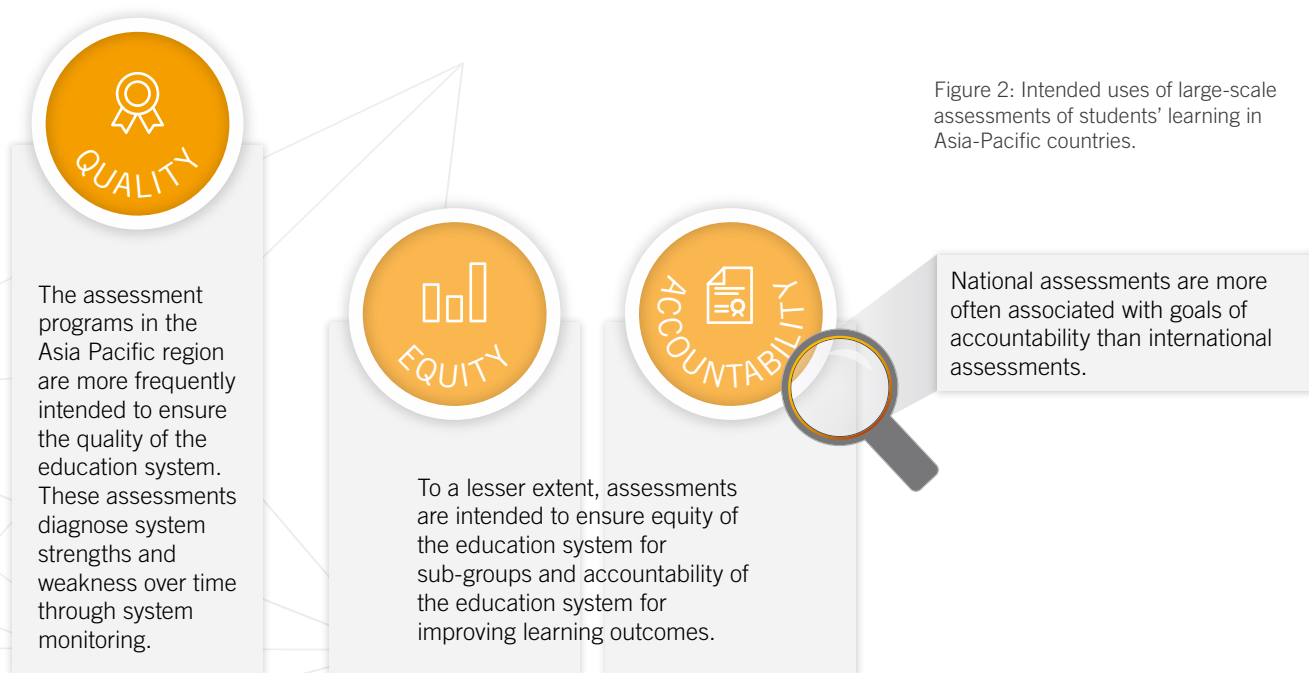 QUALITY
The assessment
programs in the
Asia Pacific region
are more frequently
intended to ensure
the quality of the
education system.
These assessments
diagnose system
strengths and
weakness over time
through system
monitoring.
EQUITY
ACCOUNTABILITY
To a lesser extent, assessments
are intended to ensure equity of
the education system for
sub-groups and accountability of
the education system for
improving learning outcomes.
Figure 2: Intended uses of large-scale
assessments of students’ learning in
Asia-Pacific countries.
National assessments are more
often associated with goals of
accountability than international
assessments.